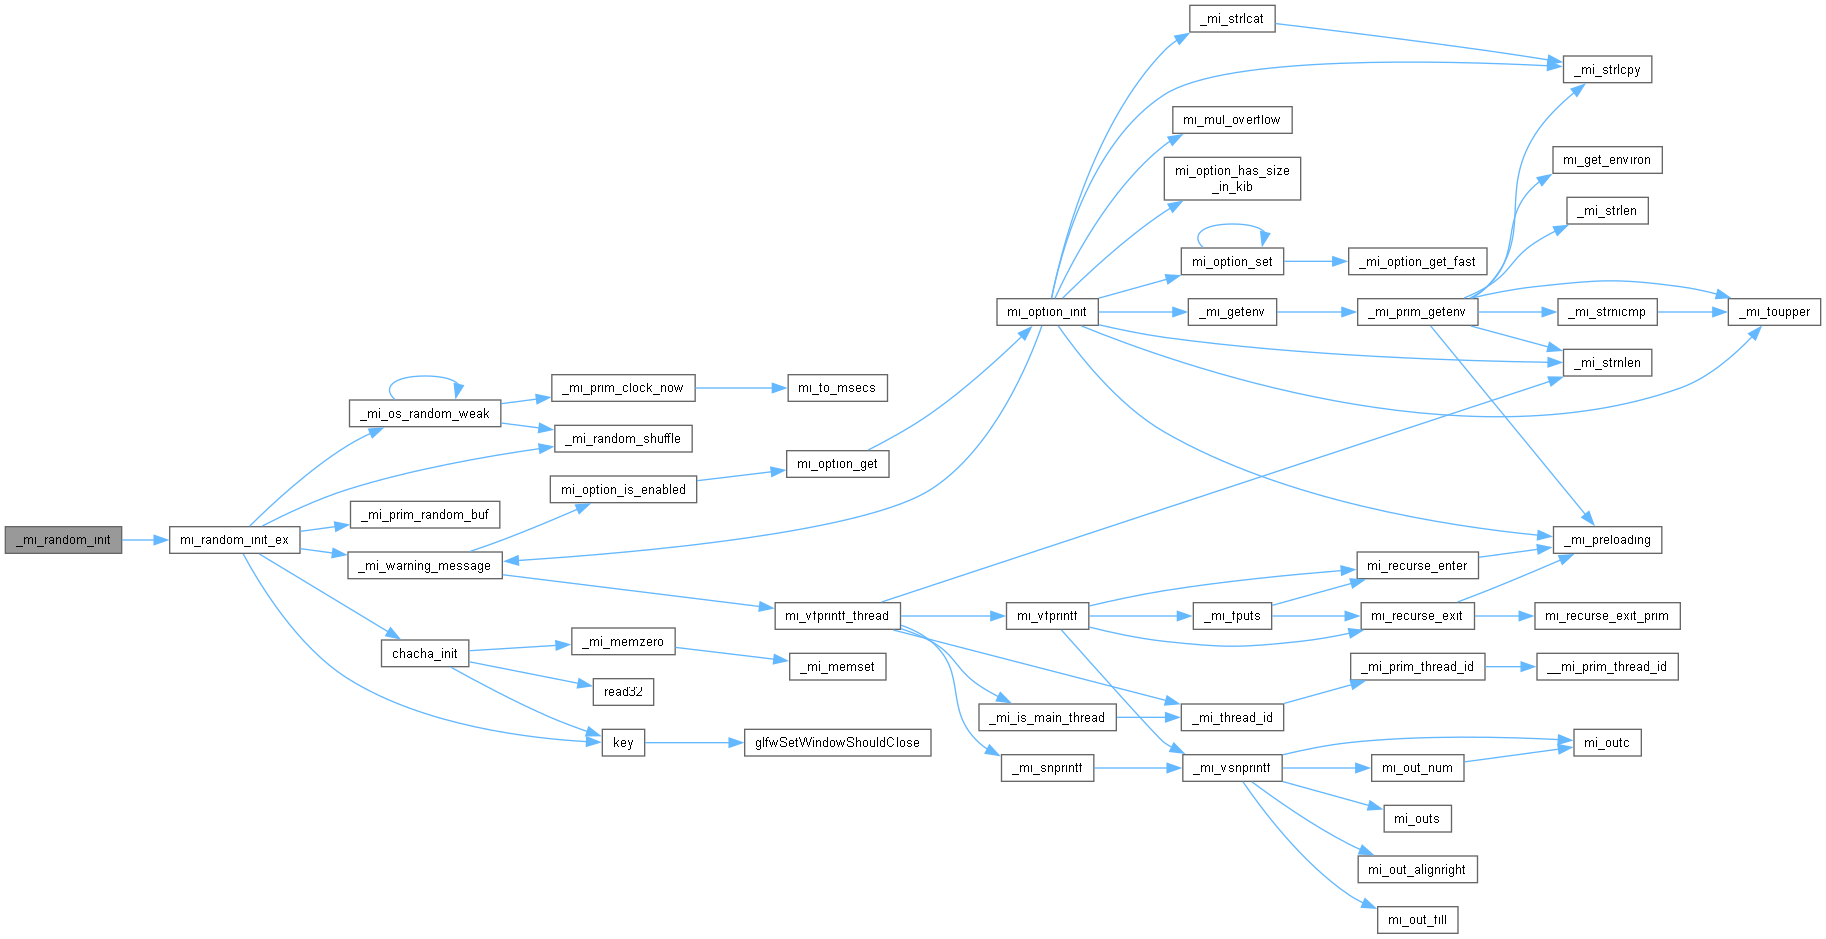 _mi_random_init
mi_random_init_ex
_mi_os_random_weak
_mi_random_shuffle
_mi_prim_random_buf
_mi_warning_message
chacha_init
key
_mi_prim_clock_now
mi_to_msecs
mi_option_is_enabled
mi_option_get
mi_option_init
_mi_strlcat
_mi_strlcpy
mi_mul_overflow
mi_option_has_size
_in_kib
mi_option_set
_mi_option_get_fast
_mi_getenv
_mi_prim_getenv
mi_get_environ
_mi_strlen
_mi_strnicmp
_mi_toupper
_mi_strnlen
_mi_preloading
mi_vfprintf_thread
mi_vfprintf
_mi_fputs
mi_recurse_enter
mi_recurse_exit
mi_recurse_exit_prim
_mi_is_main_thread
_mi_thread_id
_mi_prim_thread_id
__mi_prim_thread_id
_mi_snprintf
_mi_vsnprintf
mi_out_num
mi_outc
mi_outs
mi_out_alignright
mi_out_fill
_mi_memzero
_mi_memset
read32
glfwSetWindowShouldClose